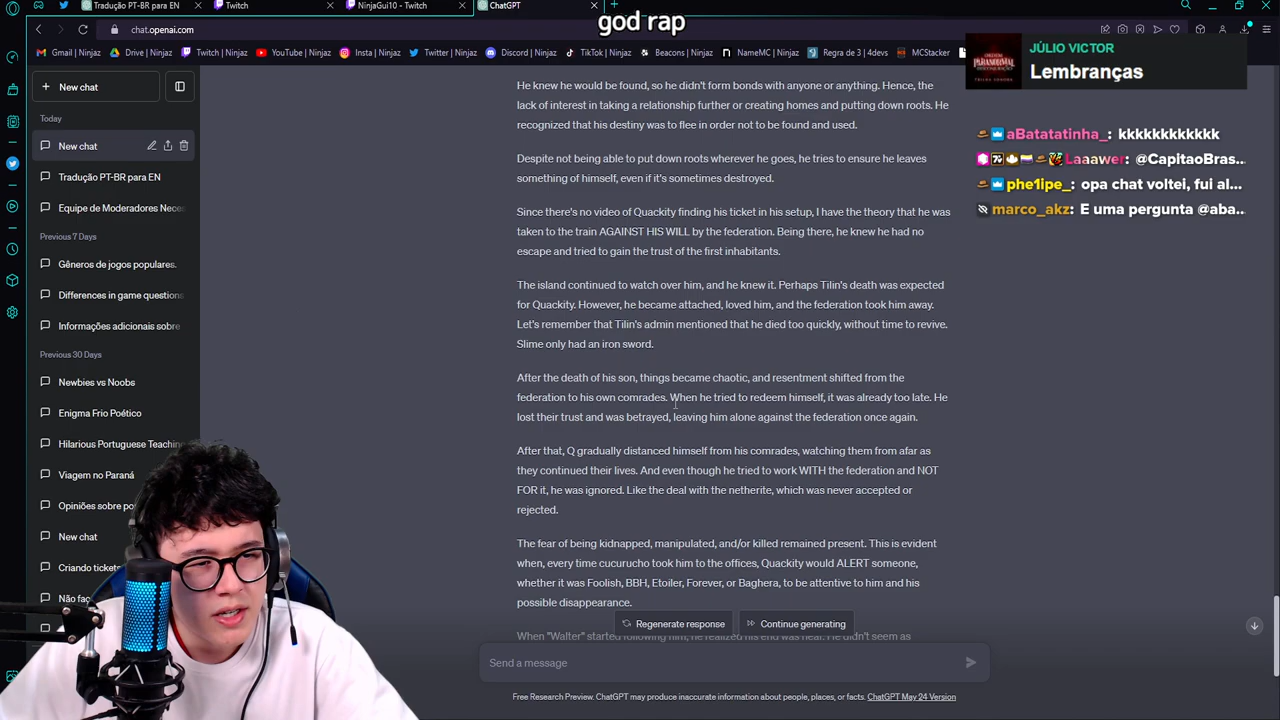 Tradução PT-BR para EN
Twitch
NinjaGui10 - Twitch
ChatGPT
god rap
chat.openai.com
Gmail | Ninjaz
Drive | Ninjaz
Twitch | Ninjaz
YouTube | Ninjaz
Insta | Ninjaz
Twitter | Ninjaz
Discord | Ninjaz
TikTok | Ninjaz
Beacons | Ninjaz
NameMC | Ninjaz
Regra de 3 | 4devs
MCStacker
JÚLIO VICTOR
Lembranças
aBatatatinha_: kkkkkkkkkkkk
Laaawer: @CapitaoBras...
phe1lipe_: opa chat voltei, fui al...
marco_akz: E uma pergunta @aba...
New chat
Today
New chat
Tradução PT-BR para EN
Equipe de Moderadores Neces
Previous 7 Days
Gêneros de jogos populares.
Differences in game questions
Informações adicionais sobre
Previous 30 Days
Newbies vs Noobs
Enigma Frio Poético
Hilarious Portuguese Teaching
Viagem no Paraná
Opiniões sobre po
New chat
Criando tickets
Não faç
He knew he would be found, so he didn't form bonds with anyone or anything. Hence, the
lack of interest in taking a relationship further or creating homes and putting down roots. He
recognized that his destiny was to flee in order not to be found and used.
Despite not being able to put down roots wherever he goes, he tries to ensure he leaves
something of himself, even if it's sometimes destroyed.
Since there's no video of Quackity finding his ticket in his setup, I have the theory that he was
taken to the train AGAINST HIS WILL by the federation. Being there, he knew he had no
escape and tried to gain the trust of the first inhabitants.
The island continued to watch over him, and he knew it. Perhaps Tilin's death was expected
for Quackity. However, he became attached, loved him, and the federation took him away.
Let's remember that Tilin's admin mentioned that he died too quickly, without time to revive.
Slime only had an iron sword.
After the death of his son, things became chaotic, and resentment shifted from the
federation to his own comrades. When he tried to redeem himself, it was already too late. He
lost their trust and was betrayed, leaving him alone against the federation once again.
After that, Q gradually distanced himself from his comrades, watching them from afar as
they continued their lives. And even though he tried to work WITH the federation and NOT
FOR it, he was ignored. Like the deal with the netherite, which was never accepted or
rejected.
The fear of being kidnapped, manipulated, and/or killed remained present. This is evident
when, every time cucurucho took him to the offices, Quackity would ALERT someone,
whether it was Foolish, BBH, Etoiler, Forever, or Baghera, to be attentive to him and his
possible disappearance.
When "Walter" started following him, he realized his end was near. He didn't seem as
Regenerate response
Continue generating
Send a message
Free Research Preview. ChatGPT may produce inaccurate information about people, places, or facts. ChatGPT May 24 Version